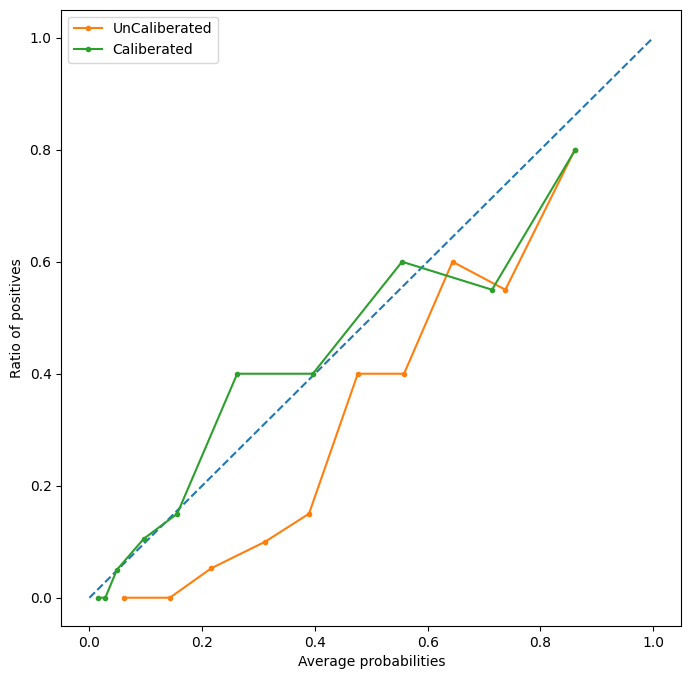 UnCaliberated
Caliberated
1.0
0.8
0.6
0.4
0.2
0.0
Ratio of positives
0.0 0.2 0.4 0.6 0.8 1.0
Average probabilities